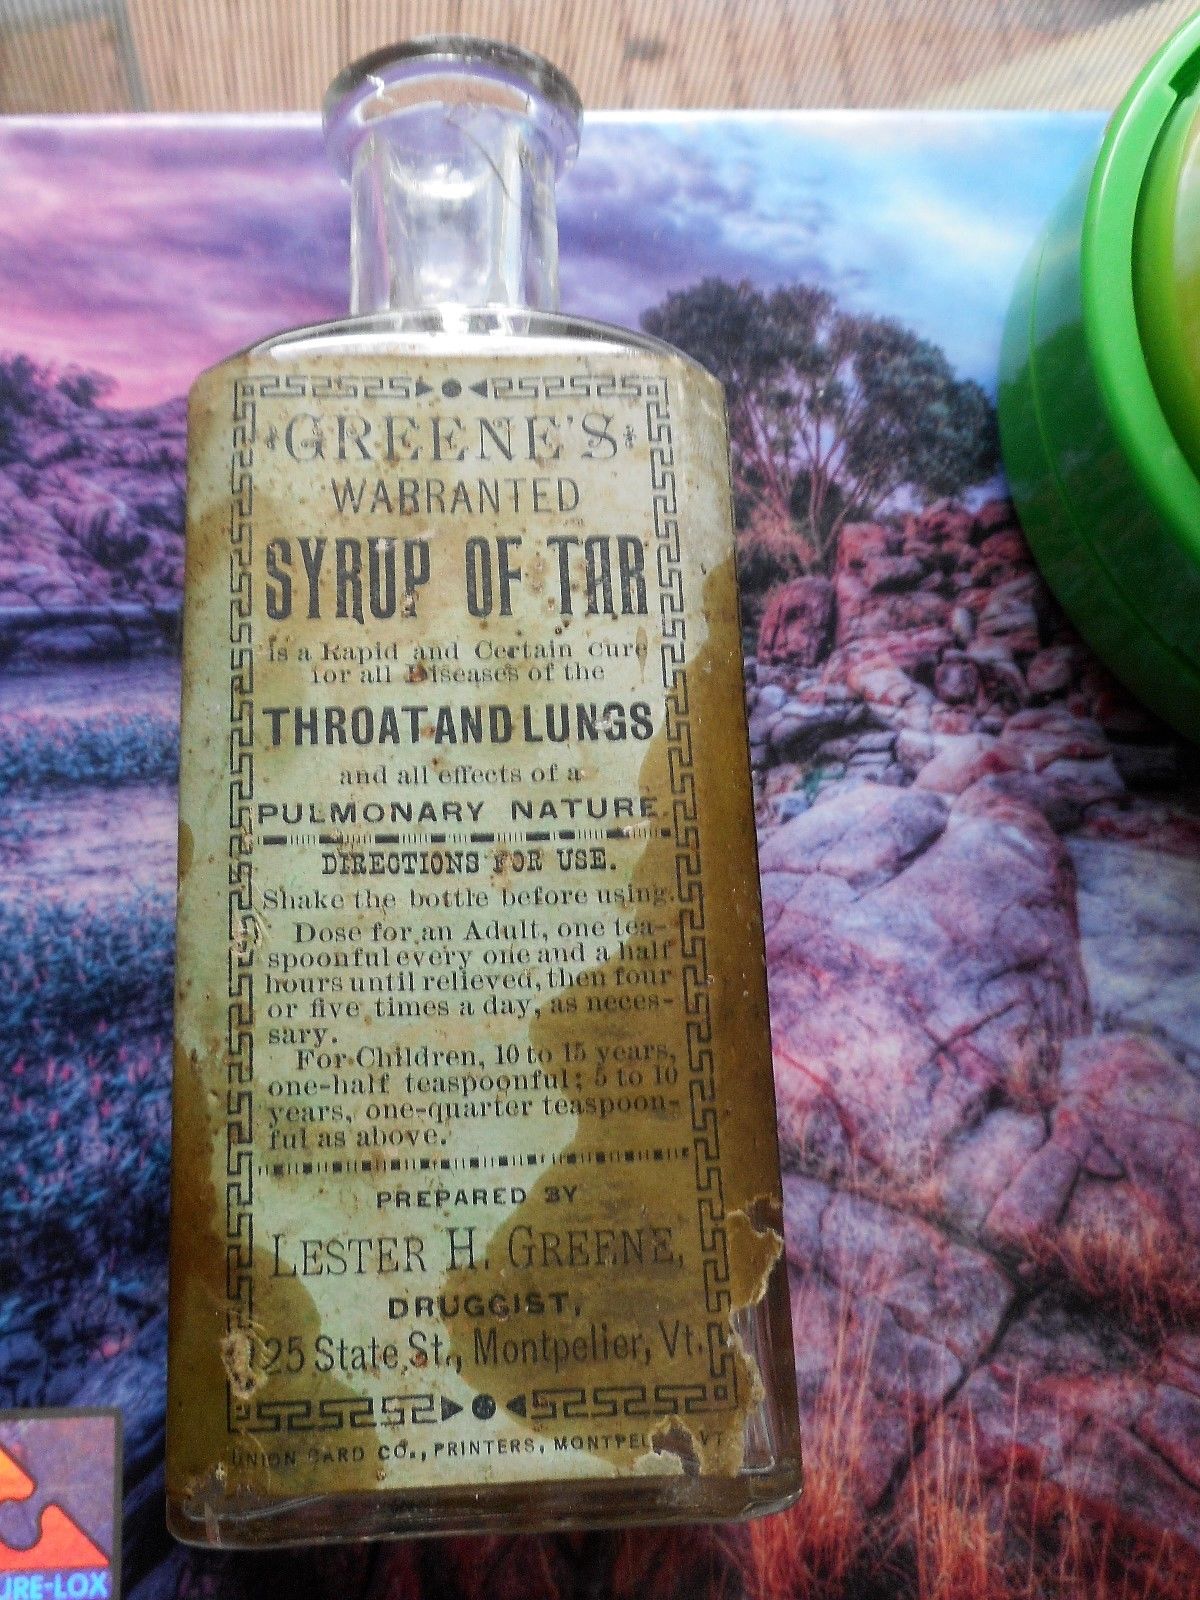 GREENE'S
WARRANTED
SYRUP OF TAR
is a Rapid and Certain Cure
for all Diseases of the
THROAT AND LUNGS
and all effects of a
PULMONARY NATURE.
DIRECTIONS FOR USE.
Shake the bottle before using.
Dose for an Adult, one tea-
spoonful every one and a half
hours until relieved, then four
or five times a day, as neces-
sary.
For Children, 10 to 15 years,
one-half teaspoonful; 5 to 10
years, one-quarter teaspoon-
ful as above.
PREPARED BY
LESTER H. GREENE,
DRUGGIST,
25 State St., Montpelier, Vt.
UNION CARD CO., PRINTERS, MONTPEL VT
URE-LOX